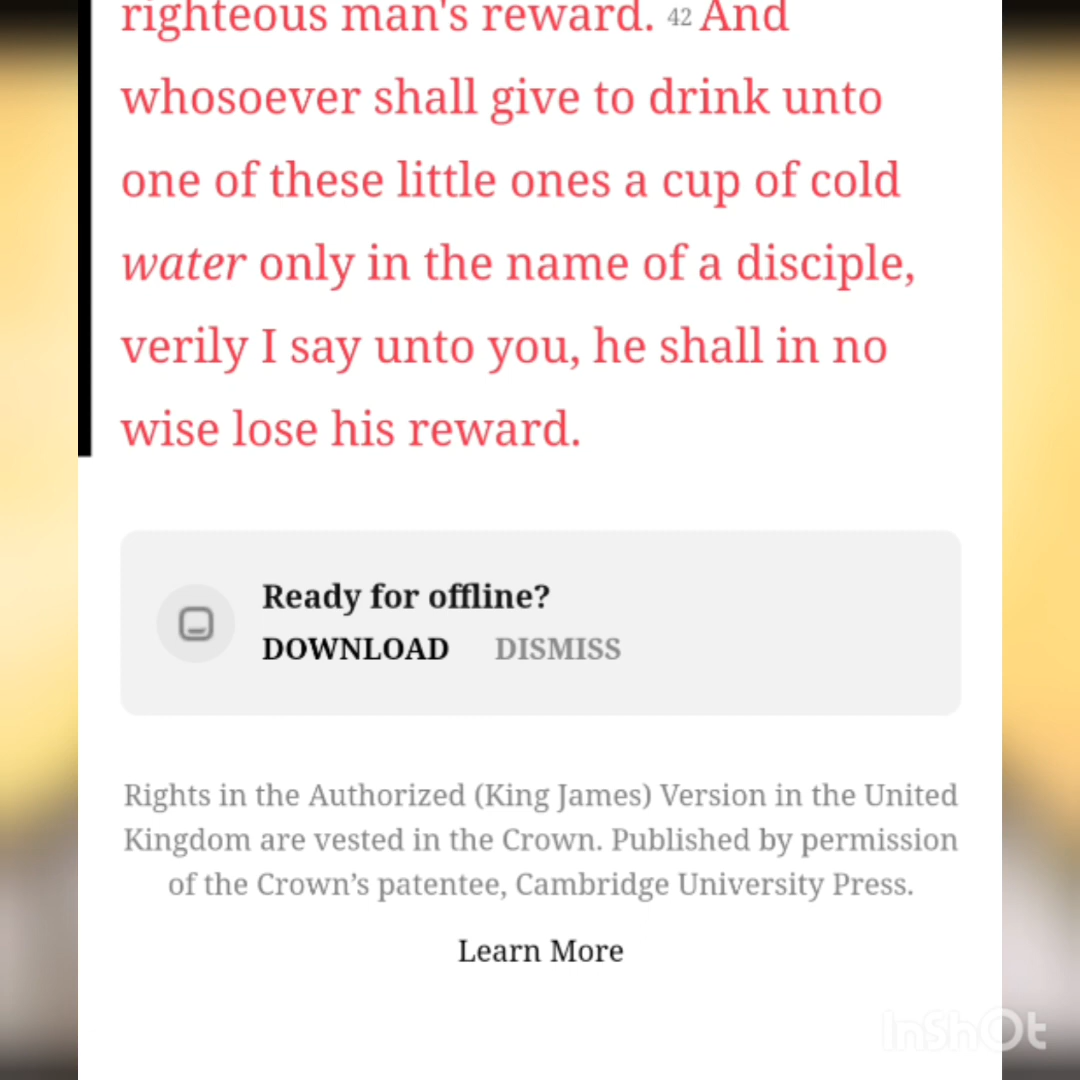 righteous man's reward. 42 And
whosoever shall give to drink unto
one of these little ones a cup of cold
water only in the name of a disciple,
verily I say unto you, he shall in no
wise lose his reward.
Ready for offline?
DOWNLOAD DISMISS
Rights in the Authorized (King James) Version in the United
Kingdom are vested in the Crown. Published by permission
of the Crown’s patentee, Cambridge University Press.
Learn More
InShOt